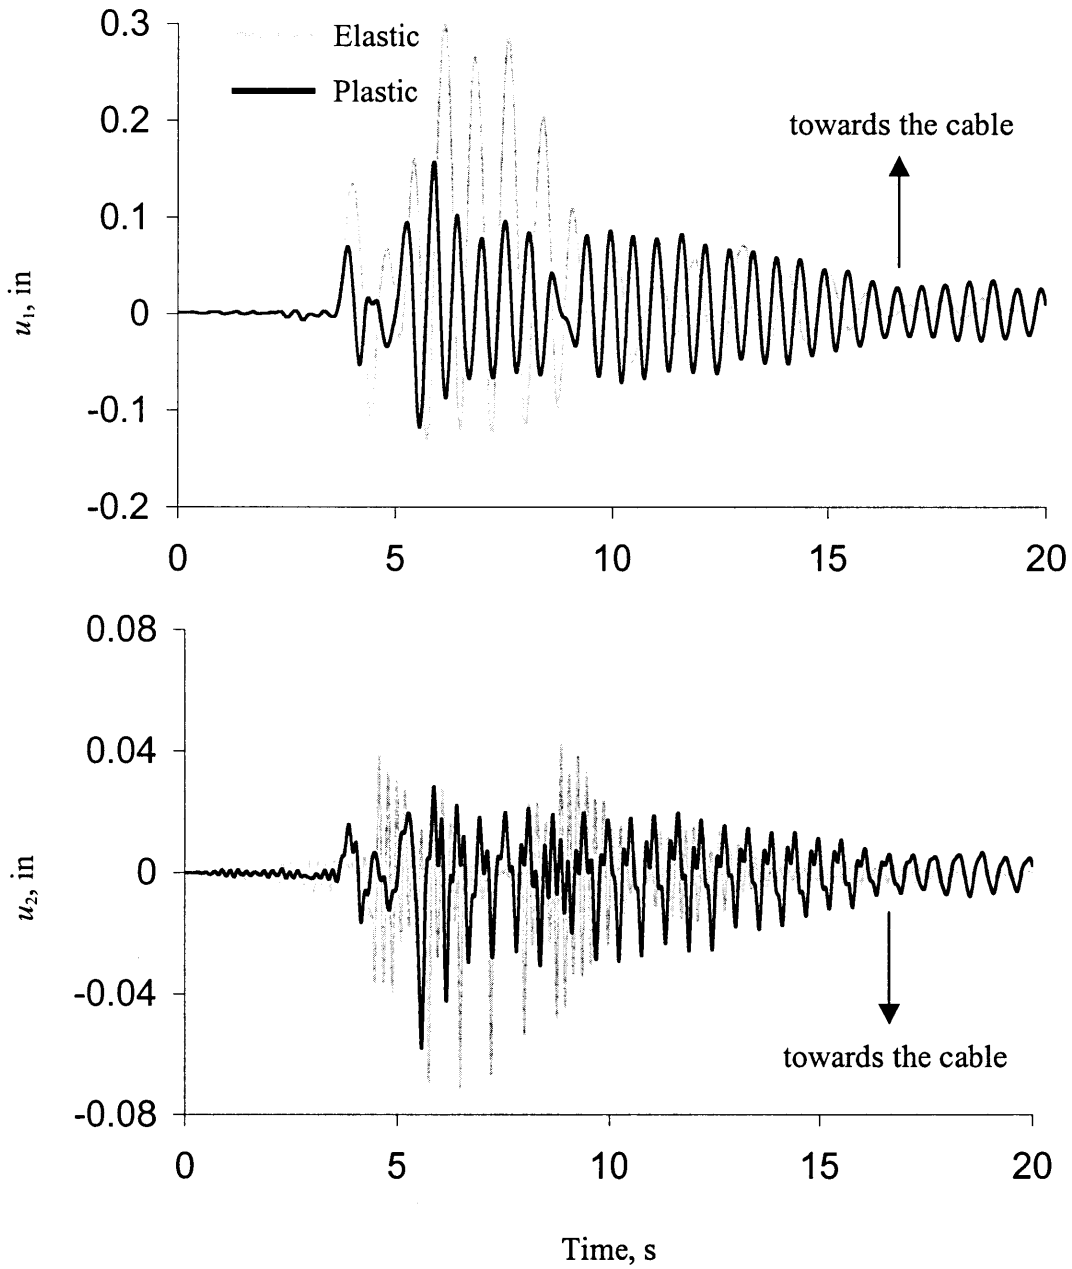 0.3
Elastic
Plastic
0.2
towards the cable
0.1
u1, in
0
-0.1
-0.2
0 5 10 15 20
0.08
0.04
u2, in
0
-0.04
towards the cable
-0.08
0 5 10 15 20
Time, s